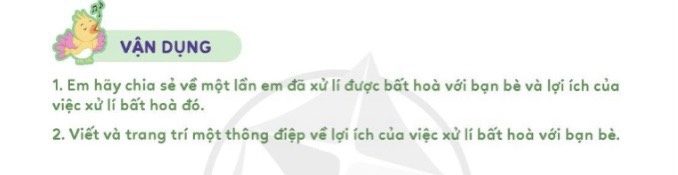 VẬN DỤNG
1. Em hãy chia sẻ về một lần em đã xử lí được bất hoà với bạn bè và lợi ích của
việc xử lí bất hoà đó.
2. Viết và trang trí một thông điệp về lợi ích của việc xử lí bất hoà với bạn bè.